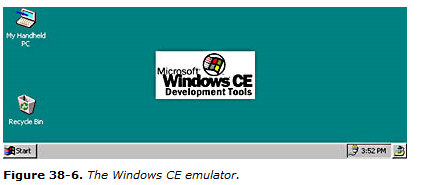 My Handheld
PC
Microsoft
Windows CE
Development Tools
Recycle Bin
Start
3:52 PM
Figure 38-6. The Windows CE emulator.